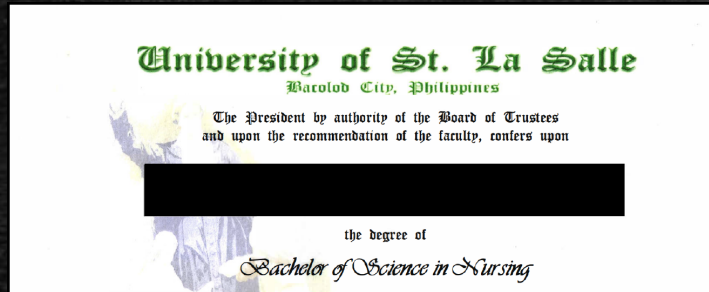 University of St. La Salle
Bacolod City, Philippines
The President by authority of the Board of Trustees
and upon the recommendation of the faculty, confers upon
the degree of
Bachelor of Science in Nursing